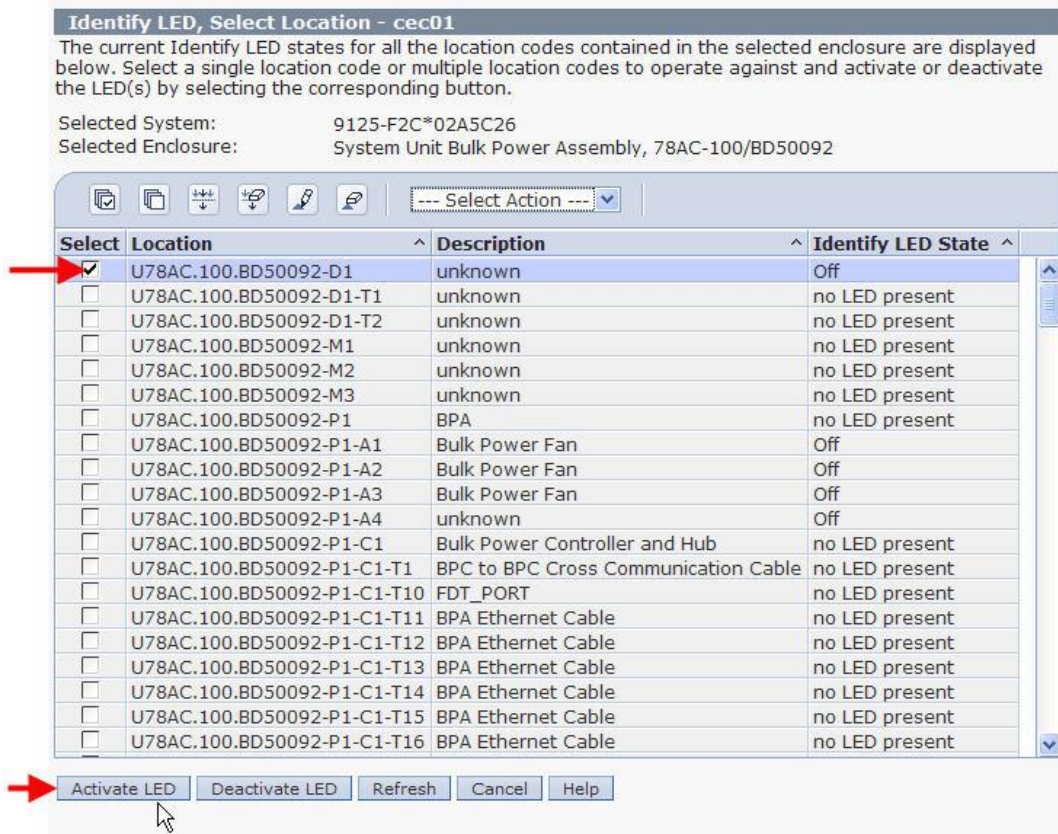 Identify LED, Select Location - cec01
The current Identify LED states for all the location codes contained in the selected enclosure are displayed
below. Select a single location code or multiple location codes to operate against and activate or deactivate
the LED(s) by selecting the corresponding button.
Selected System: 9125-F2C*02A5C26
Selected Enclosure: System Unit Bulk Power Assembly, 78AC-100/BD50092
--- Select Action ---
Select Location ^ Description ^ Identify LED State ^
U78AC.100.BD50092-D1 unknown Off
U78AC.100.BD50092-D1-T1 unknown no LED present
U78AC.100.BD50092-D1-T2 unknown no LED present
U78AC.100.BD50092-M1 unknown no LED present
U78AC.100.BD50092-M2 unknown no LED present
U78AC.100.BD50092-M3 unknown no LED present
U78AC.100.BD50092-P1 BPA no LED present
U78AC.100.BD50092-P1-A1 Bulk Power Fan Off
U78AC.100.BD50092-P1-A2 Bulk Power Fan Off
U78AC.100.BD50092-P1-A3 Bulk Power Fan Off
U78AC.100.BD50092-P1-A4 unknown Off
U78AC.100.BD50092-P1-C1 Bulk Power Controller and Hub no LED present
U78AC.100.BD50092-P1-C1-T1 BPC to BPC Cross Communication Cable no LED present
U78AC.100.BD50092-P1-C1-T10 FDT_PORT no LED present
U78AC.100.BD50092-P1-C1-T11 BPA Ethernet Cable no LED present
U78AC.100.BD50092-P1-C1-T12 BPA Ethernet Cable no LED present
U78AC.100.BD50092-P1-C1-T13 BPA Ethernet Cable no LED present
U78AC.100.BD50092-P1-C1-T14 BPA Ethernet Cable no LED present
U78AC.100.BD50092-P1-C1-T15 BPA Ethernet Cable no LED present
U78AC.100.BD50092-P1-C1-T16 BPA Ethernet Cable no LED present
Activate LED Deactivate LED Refresh Cancel Help